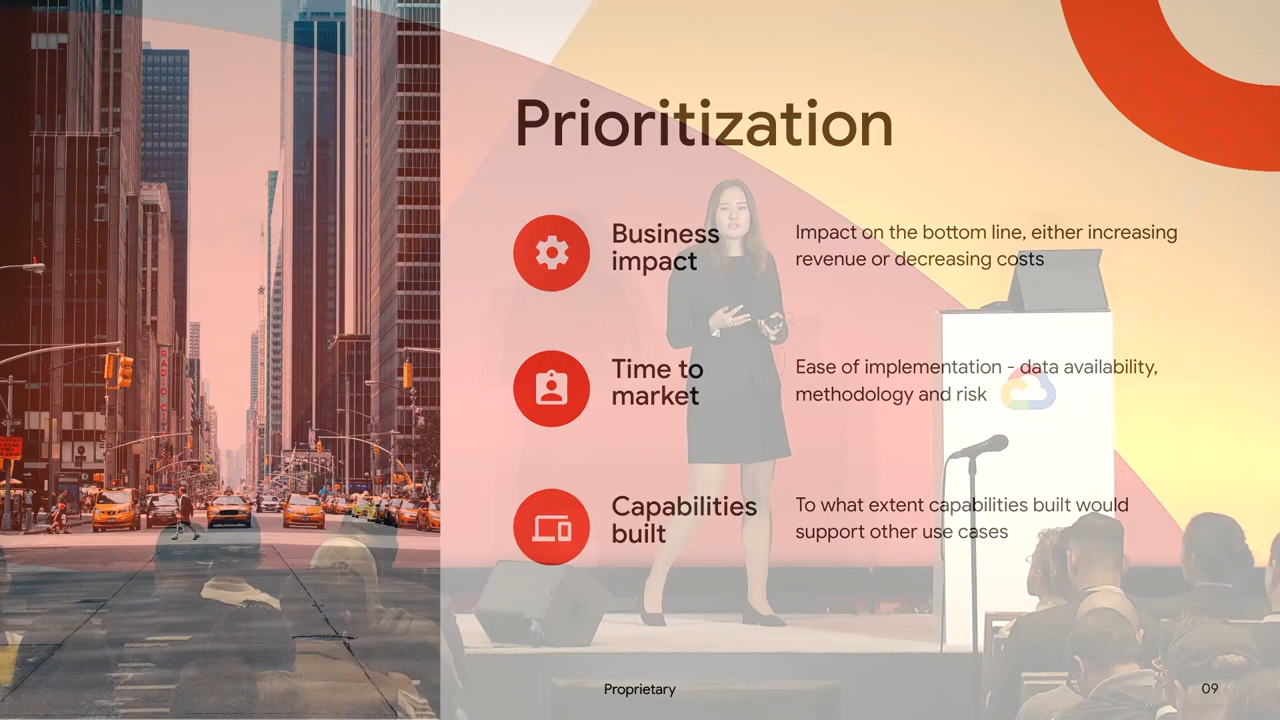 Prioritization
Business
impact
Impact on the bottom line, either increasing
revenue or decreasing costs
Time to
market
Ease of implementation - data availability,
methodology and risk
Capabilities
built
To what extent capabilities built would
support other use cases
RADIO CITY
Proprietary
09